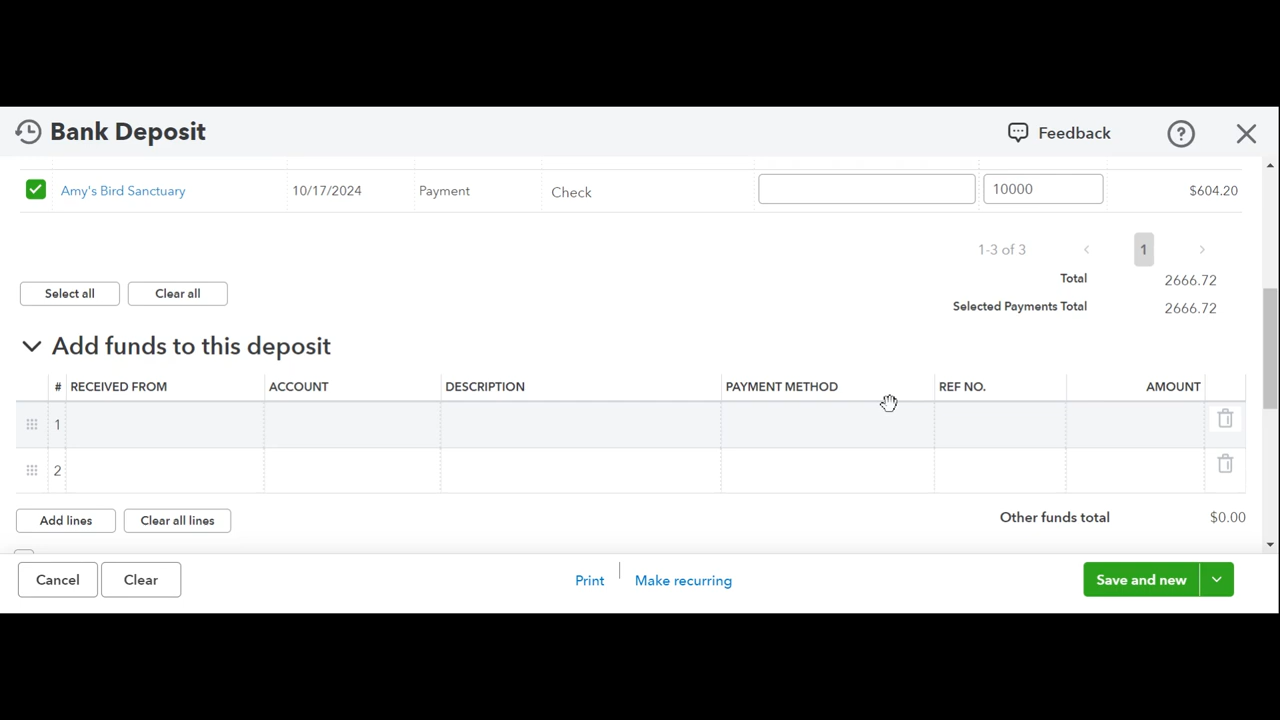 Bank Deposit Feedback ?
Amy's Bird Sanctuary 10/17/2024 Payment Check 10000 $604.20
1-3 of 3 < 1 >
Total 2666.72
Select all Clear all
Selected Payments Total 2666.72
Add funds to this deposit
# RECEIVED FROM ACCOUNT DESCRIPTION PAYMENT METHOD REF NO. AMOUNT
1
2
Add lines Clear all lines Other funds total $0.00
Cancel Clear Print Make recurring Save and new